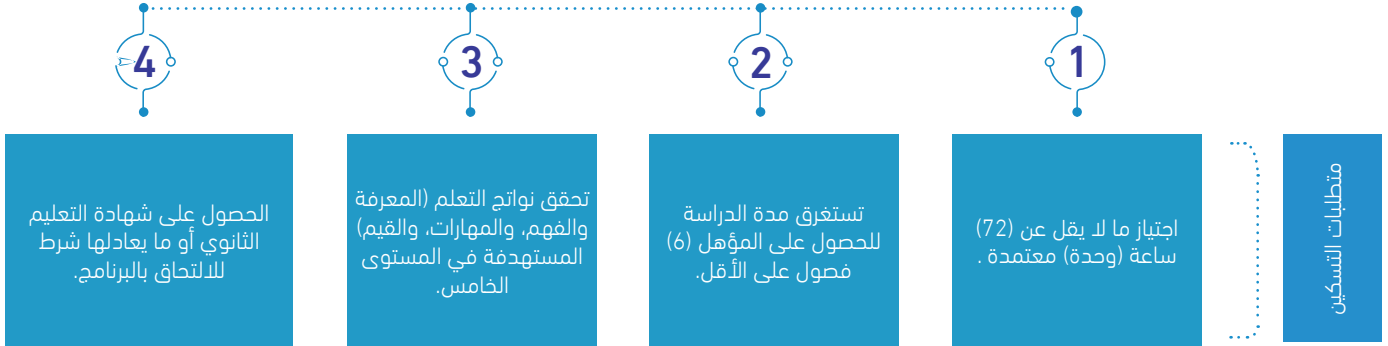 متطلبات التسكين
1
اجتياز ما لا يقل عن (72)
ساعة (وحدة) معتمدة .
2
تستغرق مدة الدراسة
للحصول على المؤهل (6)
فصول على الأقل.
3
تحقق نواتج التعلم (المعرفة
والفهم، والمهارات، والقيم)
المستهدفة في المستوى
الخامس.
4
الحصول على شهادة التعليم
الثانوي أو ما يعادلها شرط
للالتحاق بالبرنامج.